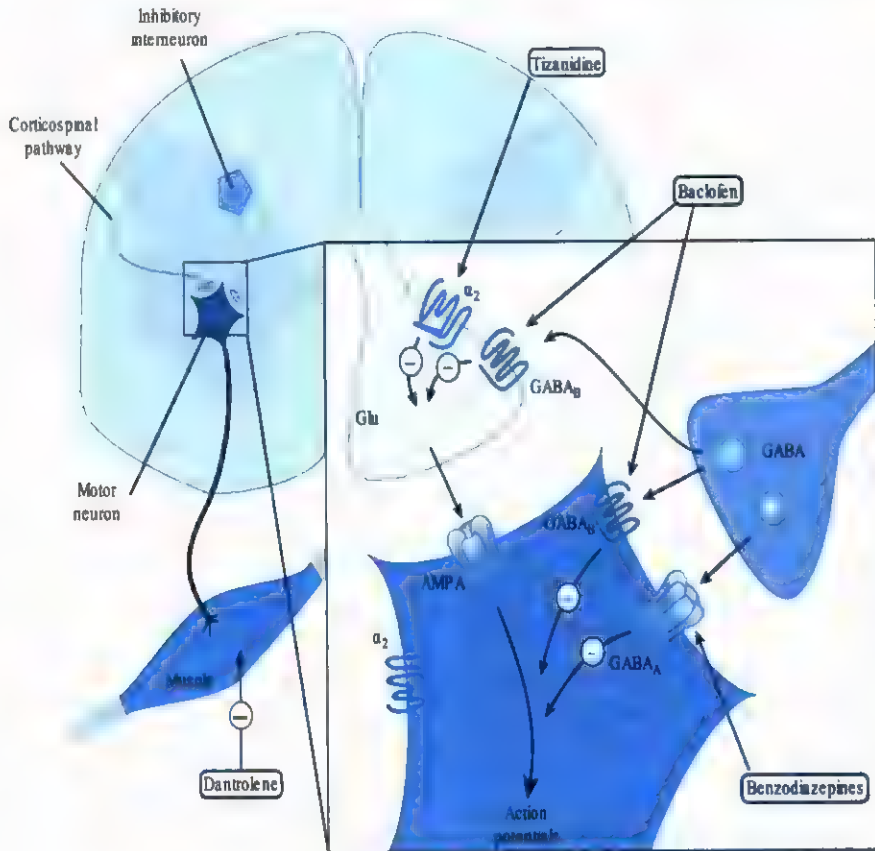 Inhibitory
interneuron
Tizanidine
Corticospinal
pathway
Baclofen
α2
GABAB
Glu
GABA
Motor
neuron
GABAB
AMPA
α2
GABAA
Muscle
Dantrolene
Benzodiazepines
Action
potentials